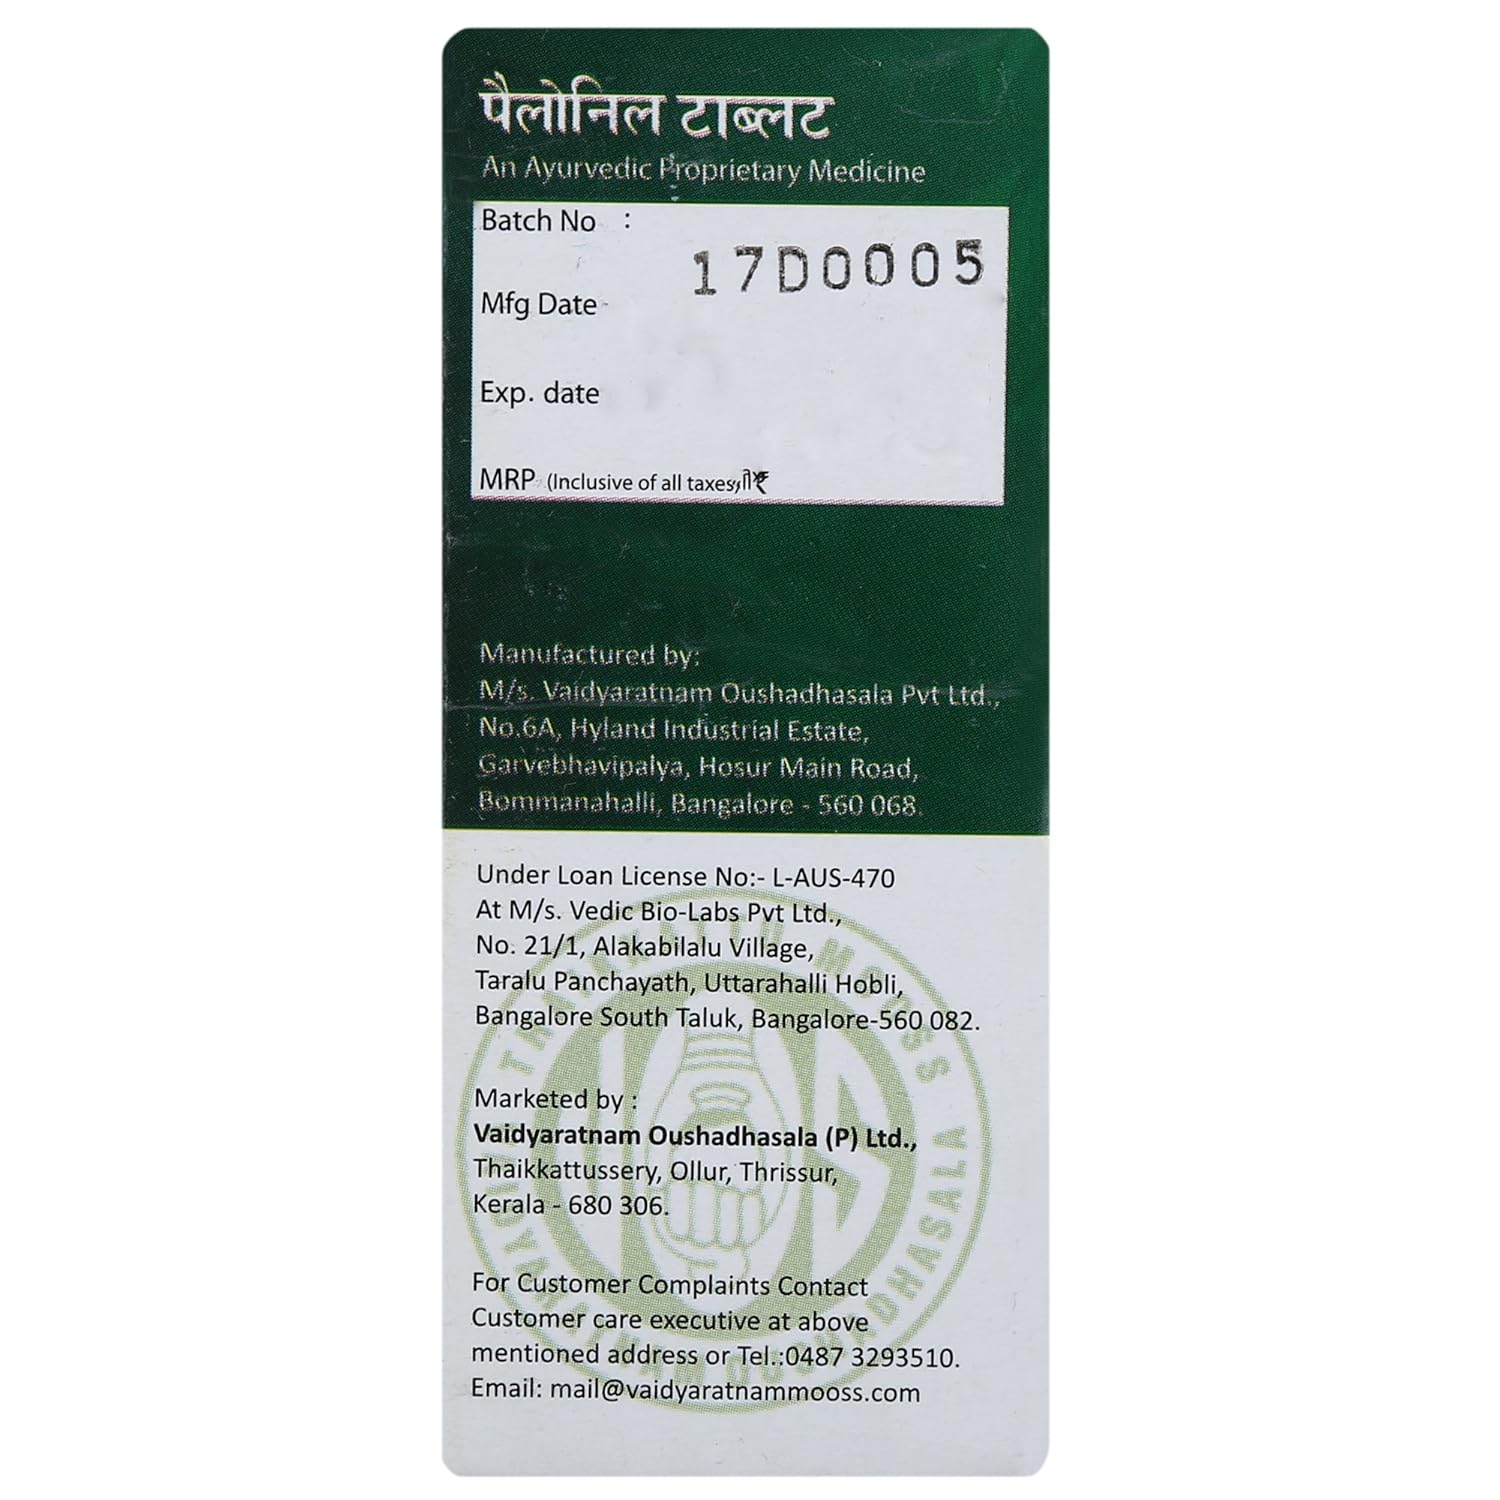 पैलोनिल टाब्लट
An Ayurvedic Proprietary Medicine
Batch No :
17D0005
Mfg Date
Exp. date
MRP (Inclusive of all taxes) ₹
Manufactured by:
M/s. Vaidyaratnam Oushadhasala Pvt Ltd.,
No.6A, Hyland Industrial Estate,
Garvebhavipalya, Hosur Main Road,
Bommanahalli, Bangalore - 560 068.
Under Loan License No:- L-AUS-470
At M/s. Vedic Bio-Labs Pvt Ltd.,
No. 21/1, Alakabilalu Village,
Taralu Panchayath, Uttarahalli Hobli,
Bangalore South Taluk, Bangalore-560 082.
Marketed by :
Vaidyaratnam Oushadhasala (P) Ltd.,
Thaikkattussery, Ollur, Thrissur,
Kerala - 680 306.
For Customer Complaints Contact
Customer care executive at above
mentioned address or Tel.:0487 3293510.
Email: mail@vaidyaratnammooss.com
THAIKKATTU MOOSS
VAIDYARATNAM OUSHADHASALA